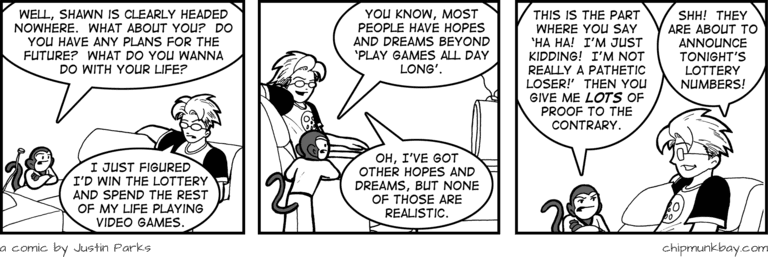 WELL, SHAWN IS CLEARLY HEADED
NOWHERE. WHAT ABOUT YOU? DO
YOU HAVE ANY PLANS FOR THE
FUTURE? WHAT DO YOU WANNA
DO WITH YOUR LIFE?
I JUST FIGURED
I'D WIN THE LOTTERY
AND SPEND THE REST
OF MY LIFE PLAYING
VIDEO GAMES.
YOU KNOW, MOST
PEOPLE HAVE HOPES
AND DREAMS BEYOND
'PLAY GAMES ALL DAY
LONG'.
OH, I'VE GOT
OTHER HOPES AND
DREAMS, BUT NONE
OF THOSE ARE
REALISTIC.
THIS IS THE PART
WHERE YOU SAY
'HA HA! I'M JUST
KIDDING! I'M NOT
REALLY A PATHETIC
LOSER!' THEN YOU
GIVE ME LOTS OF
PROOF TO THE
CONTRARY.
SHH! THEY
ARE ABOUT TO
ANNOUNCE
TONIGHT'S
LOTTERY
NUMBERS!
a comic by Justin Parks
chipmunkbay.com